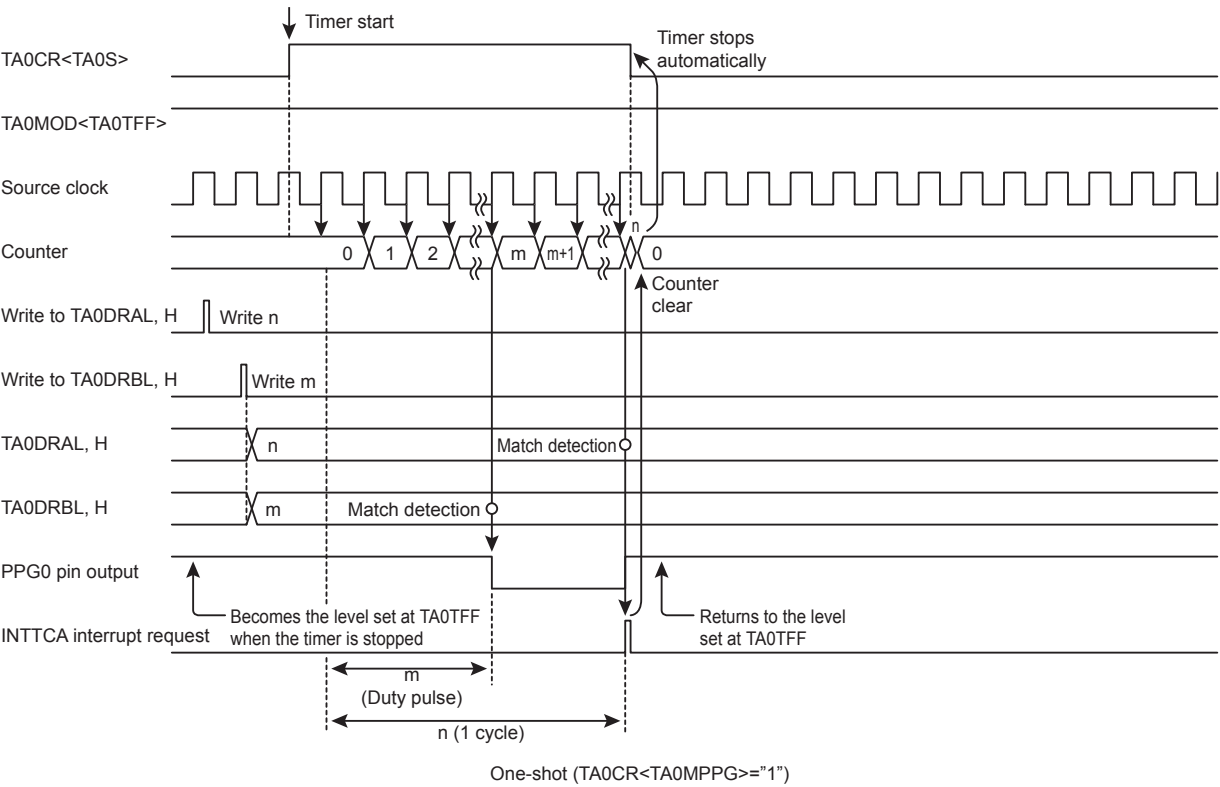 Timer start
TA0CR<TA0S>
Timer stops
automatically
TA0MOD<TA0TFF>
Source clock
n
Counter
0 1 2 m m+1 0
Counter
clear
Write to TA0DRAL, H
Write n
Write to TA0DRBL, H
Write m
TA0DRAL, H
n
Match detection
TA0DRBL, H
m
Match detection
PPG0 pin output
Becomes the level set at TA0TFF
when the timer is stopped
Returns to the level
set at TA0TFF
INTTCA interrupt request
m
(Duty pulse)
n (1 cycle)
One-shot (TA0CR<TA0MPPG>=”1”)